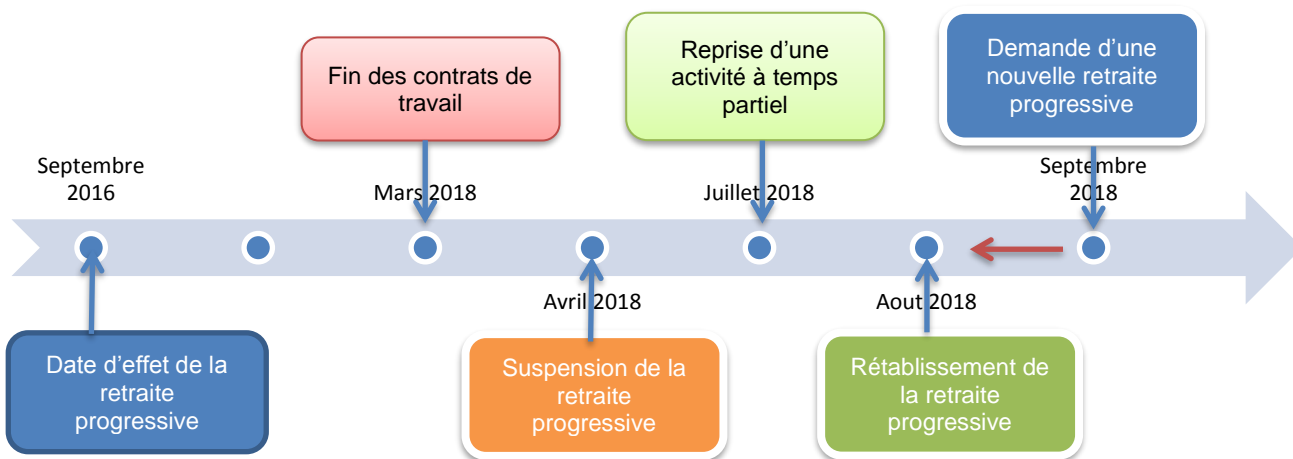 Fin des contrats de
travail
Reprise d'une
activité à temps
partiel
Demande d'une
nouvelle retraite
progressive
Septembre
2016
Mars 2018
Juillet 2018
Septembre
2018
Avril 2018
Aout 2018
Date d'effet de la
retraite
progressive
Suspension de la
retraite
progressive
Rétablissement de
la retraite
progressive